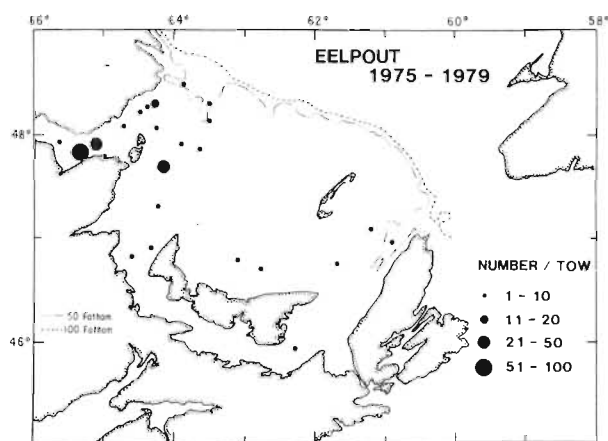 66° 64° 62° 60° 58°
EELPOUT
1975 - 1979
48°
NUMBER / TOW
1 - 10
50 Fathom
11 - 20
100 Fathom
21 - 50
46°
51 - 100